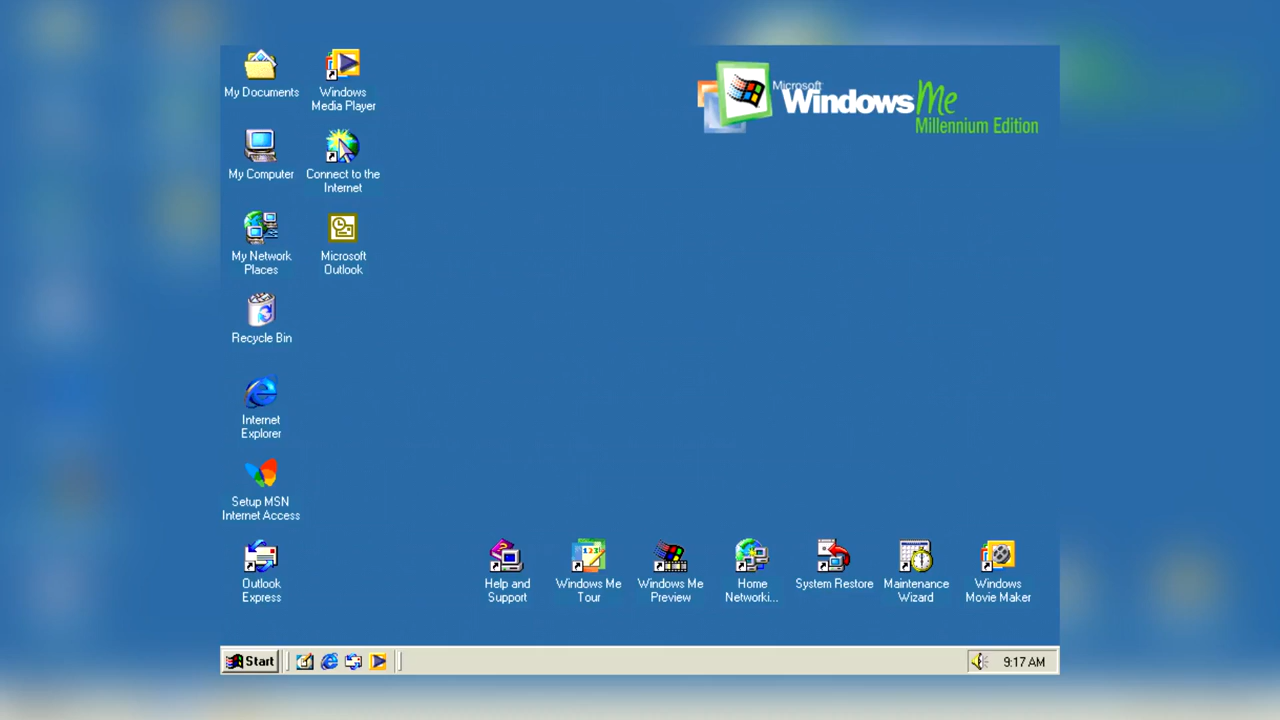 My Documents
Windows
Media Player
Microsoft
Windows Me
Millennium Edition
My Computer
Connect to the
Internet
My Network
Places
Microsoft
Outlook
Recycle Bin
Internet
Explorer
Setup MSN
Internet Access
Outlook
Express
Help and
Support
Windows Me
Tour
Windows Me
Preview
Home
Networki...
System Restore
Maintenance
Wizard
Windows
Movie Maker
Start
9:17 AM